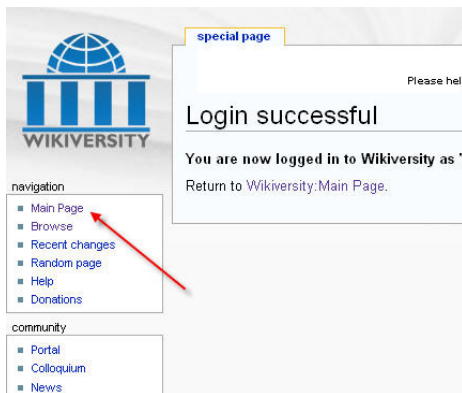 special page
Please hel
Login successful
You are now logged in to Wikiversity as "
Return to Wikiversity:Main Page.
WIKIVERSITY
navigation
Main Page
Browse
Recent changes
Random page
Help
Donations
community
Portal
Colloquium
News